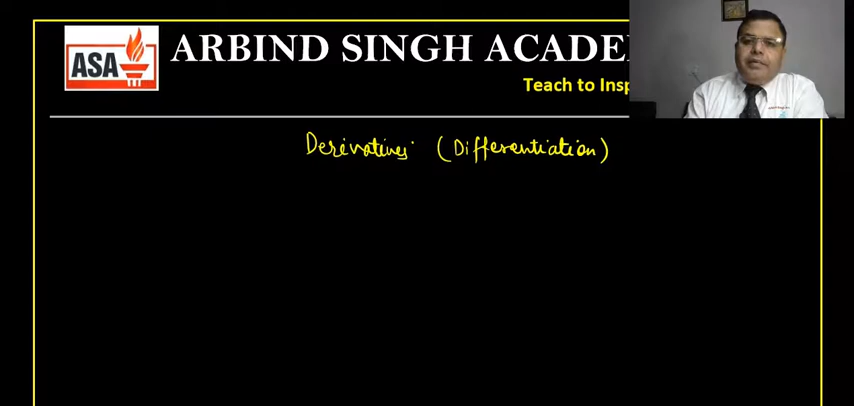 ASA
ARBIND SINGH ACADE
Teach to Insp
Derivatives (Differentiation)